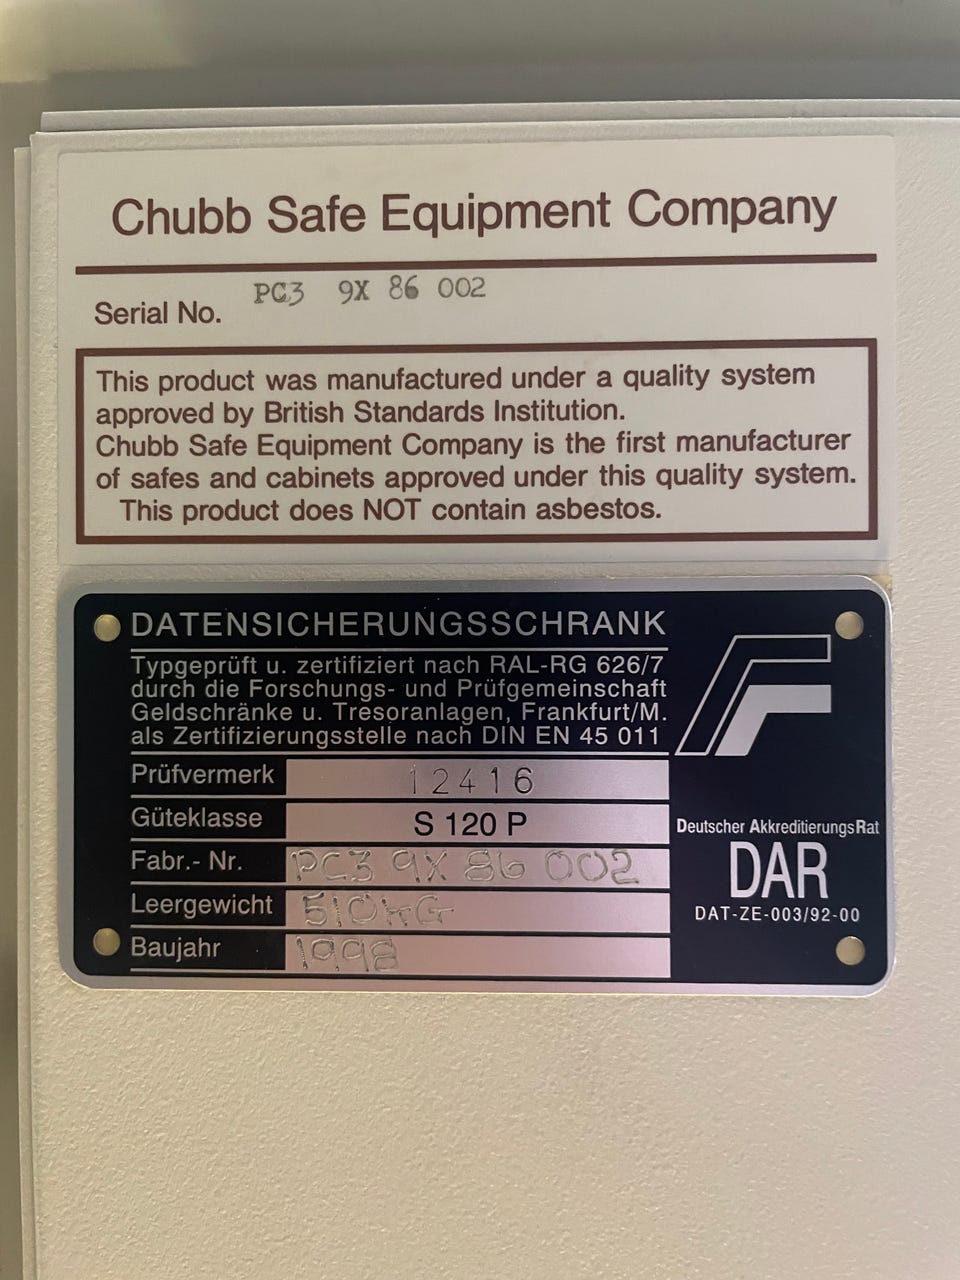 Chubb Safe Equipment Company
Serial No. PC3 9X 86 002
This product was manufactured under a quality system
approved by British Standards Institution.
Chubb Safe Equipment Company is the first manufacturer
of safes and cabinets approved under this quality system.
This product does NOT contain asbestos.
DATENSICHERUNGSSCHRANK
Typgeprüft u. zertifiziert nach RAL-RG 626/7
durch die Forschungs- und Prüfgemeinschaft
Geldschränke u. Tresoranlagen, Frankfurt/M.
als Zertifizierungsstelle nach DIN EN 45 011
Prüfvermerk 12416
Güteklasse S 120 P
Fabr.- Nr. PC3 9X 86 002
Leergewicht 510KG
Baujahr 1998
Deutscher AkkreditierungsRat
DAR
DAT-ZE-003/92-00